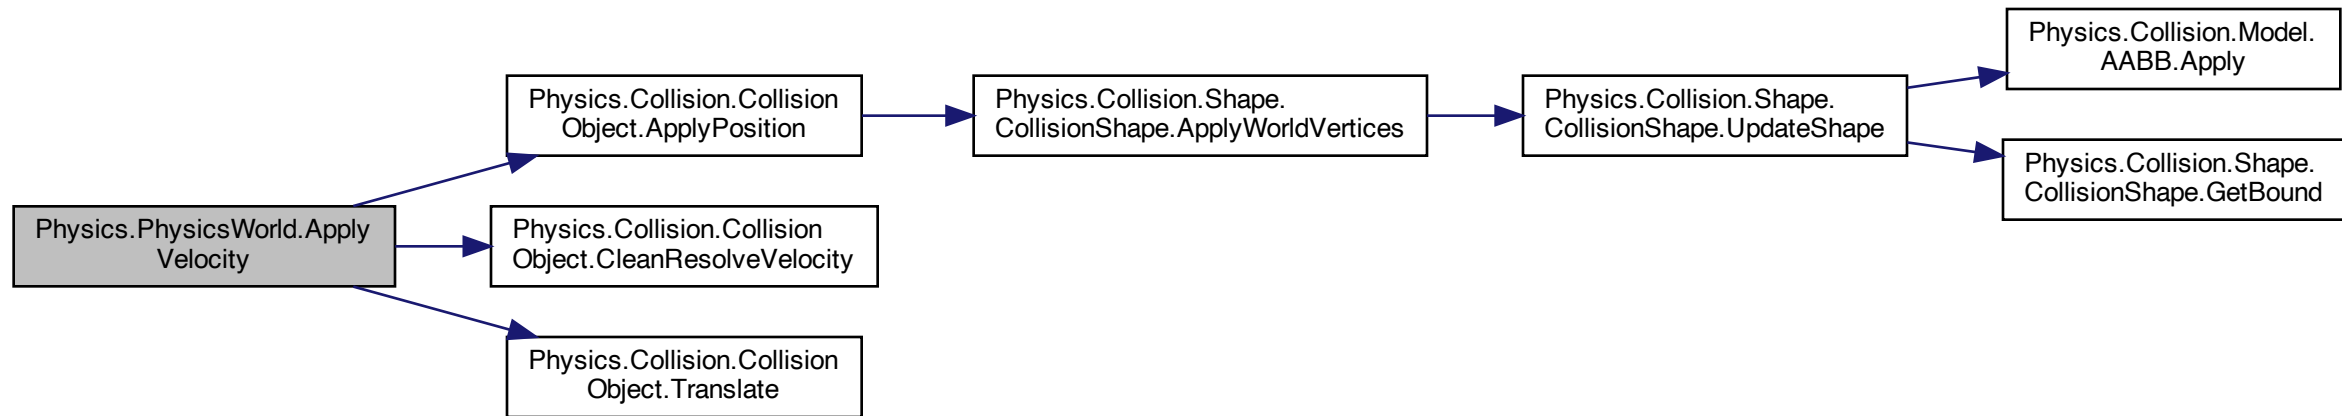 Physics.PhysicsWorld.Apply
Velocity
Physics.Collision.Collision
Object.ApplyPosition
Physics.Collision.Collision
Object.CleanResolveVelocity
Physics.Collision.Collision
Object.Translate
Physics.Collision.Shape.
CollisionShape.ApplyWorldVertices
Physics.Collision.Shape.
CollisionShape.UpdateShape
Physics.Collision.Model.
AABB.Apply
Physics.Collision.Shape.
CollisionShape.GetBound